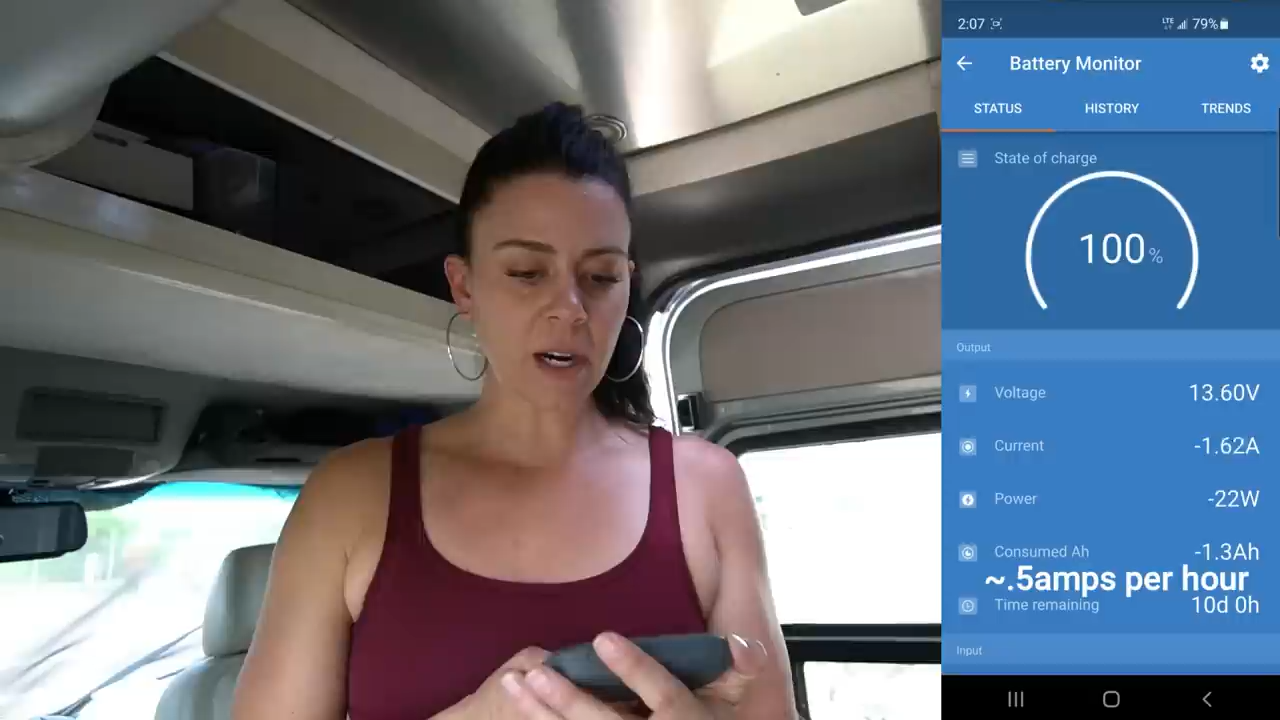 2:07 LTE 79%
Battery Monitor
STATUS HISTORY TRENDS
State of charge
100%
Output
Voltage 13.60V
Current -1.62A
Power -22W
Consumed Ah -1.3Ah
~.5amps per hour
Time remaining 10d 0h
Input